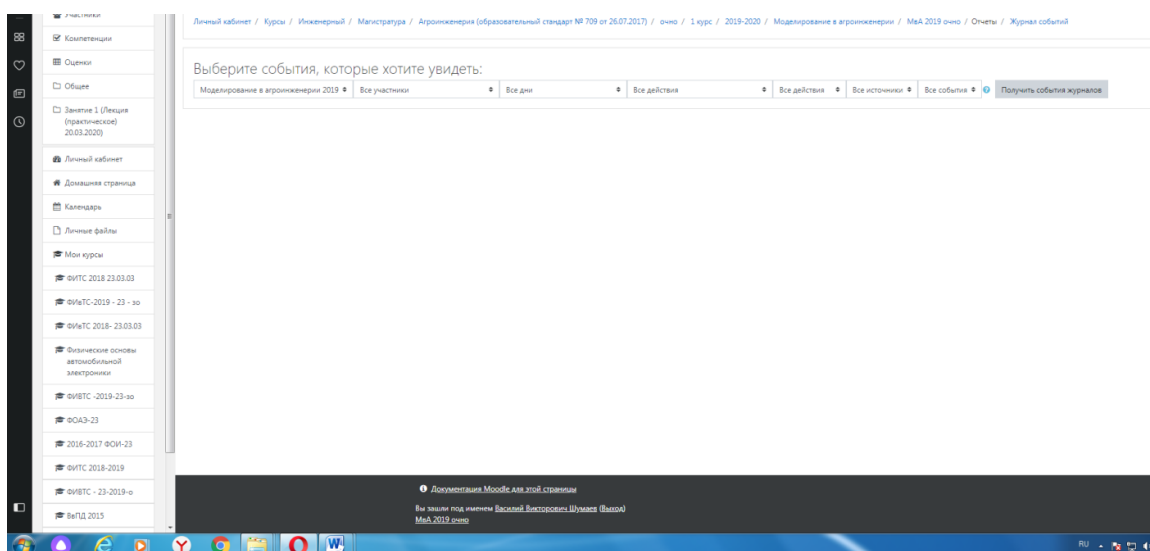 Участники
Компетенции
Оценки
Общее
Занятие 1 (Лекция
(практическое)
20.03.2020)
Личный кабинет
Домашняя страница
Календарь
Личные файлы
Мои курсы
ФИТС 2018 23.03.03
ФИвТС-2019 - 23 - зо
ФИвТС 2018- 23.03.03
Физические основы
автомобильной
электроники
ФИВТС -2019-23-зо
ФОАЭ-23
2016-2017 ФОИ-23
ФИТС 2018-2019
ФИВТС - 23-2019-о
ВвПД 2015
Личный кабинет / Курсы / Инженерный / Магистратура / Агроинженерия (образовательный стандарт № 709 от 26.07.2017) / очно / 1 курс / 2019-2020 / Моделирование в агроинженерии / МвА 2019 очно / Отчеты / Журнал событий
Выберите события, которые хотите увидеть:
Моделирование в агроинженерии 2019 Все участники Все дни Все действия Все действия Все источники Все события Получить события журналов
Документация Moodle для этой страницы
Вы зашли под именем Василий Викторович Шумаев (Выход)
МвА 2019 очно
RU